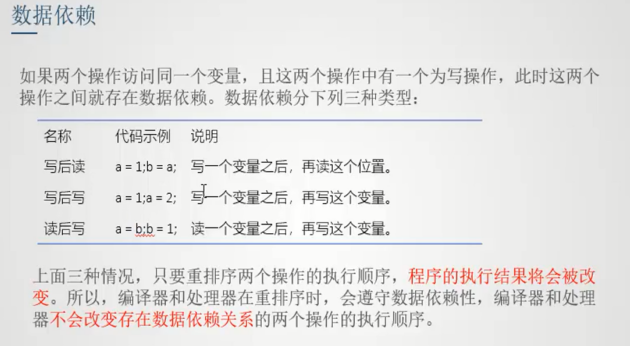 数据依赖
如果两个操作访问同一个变量，且这两个操作中有一个为写操作，此时这两个
操作之间就存在数据依赖。数据依赖分下列三种类型：
名称 代码示例 说明
写后读 a = 1;b = a; 写一个变量之后，再读这个位置。
写后写 a = 1;a = 2; 写一个变量之后，再写这个变量。
读后写 a = b;b = 1; 读一个变量之后，再写这个变量。
上面三种情况，只要重排序两个操作的执行顺序，程序的执行结果将会被改
变。所以，编译器和处理器在重排序时，会遵守数据依赖性，编译器和处理
器不会改变存在数据依赖关系的两个操作的执行顺序。